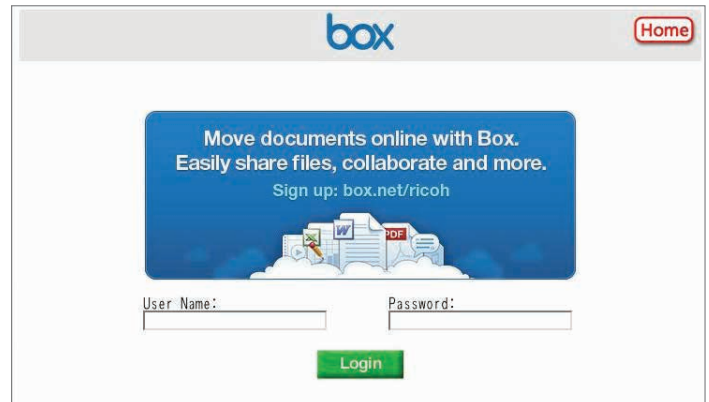 box
Home
Move documents online with Box.
Easily share files, collaborate and more.
Sign up: box.net/ricoh
W
PDF
User Name:
Password:
Login